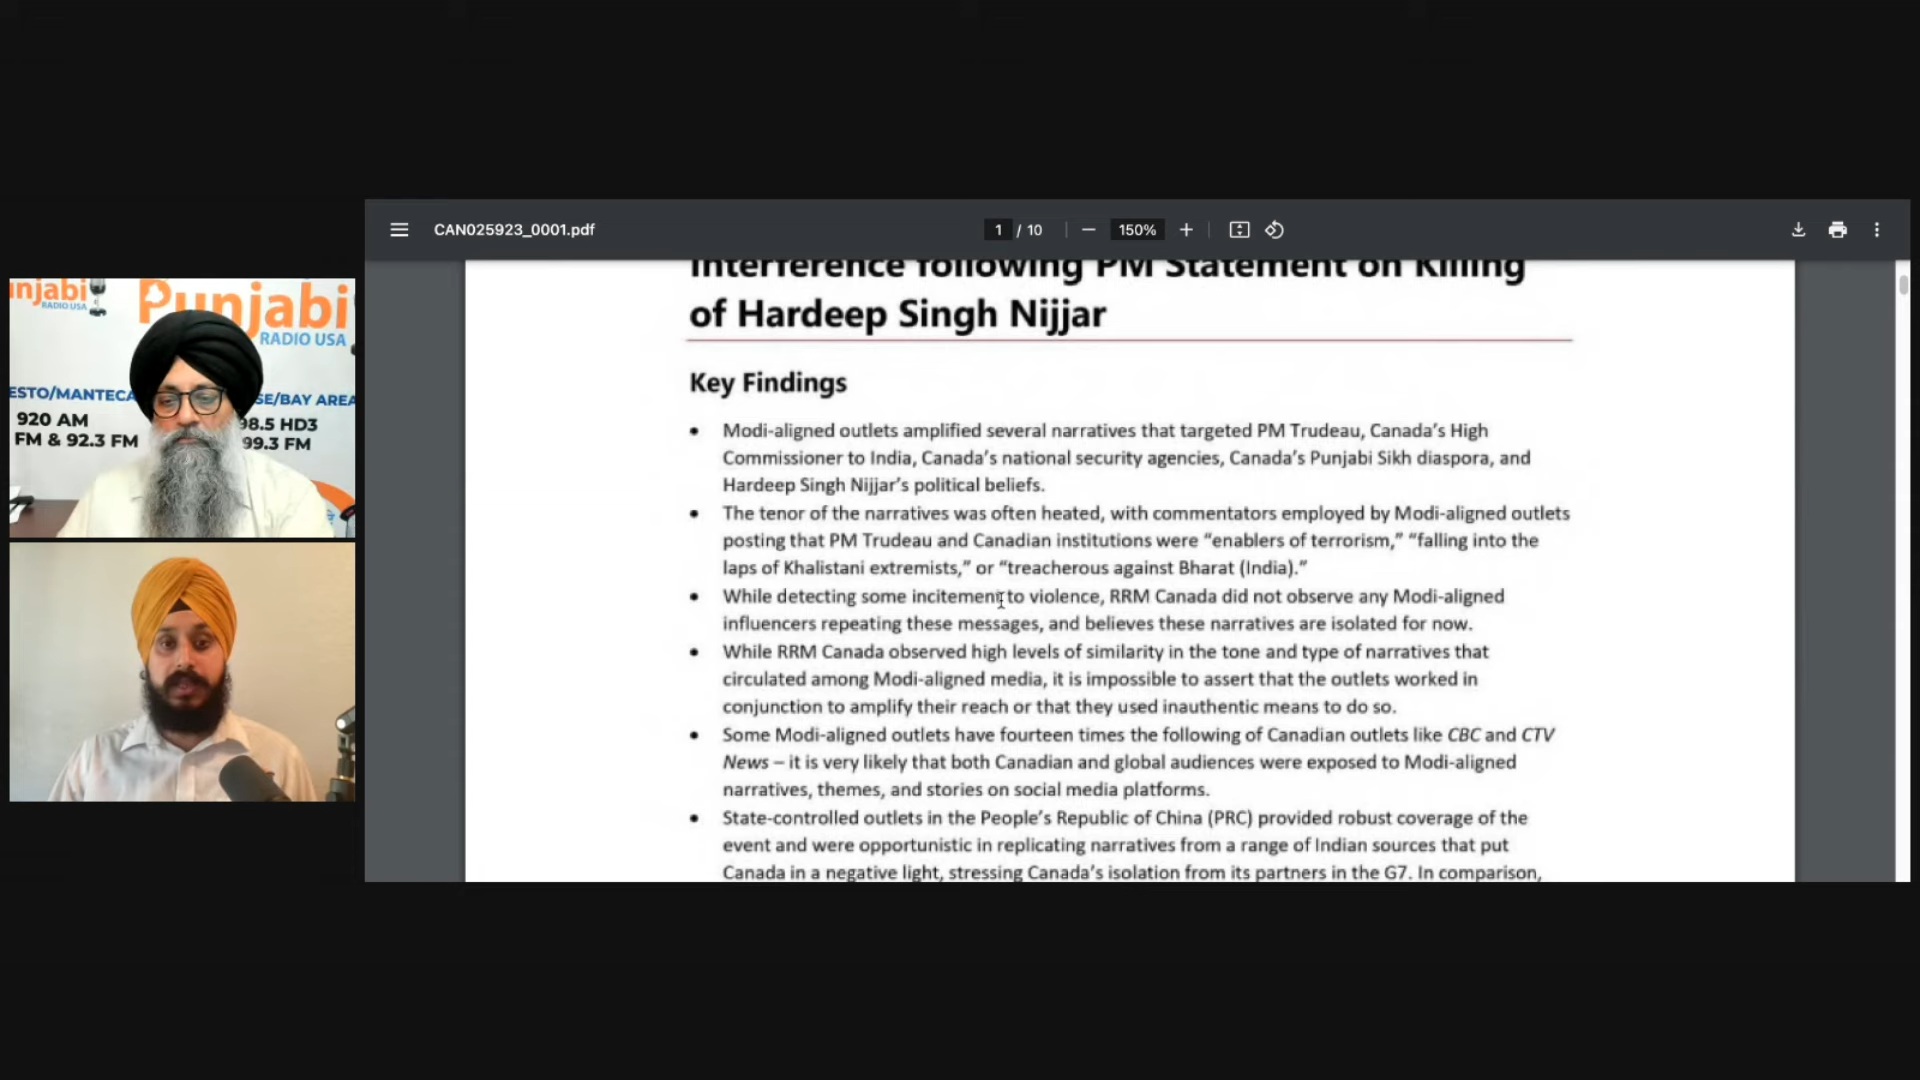 CAN025923_0001.pdf
1 / 10
150%
Interference following PM Statement on Killing
of Hardeep Singh Nijjar
Key Findings
• Modi-aligned outlets amplified several narratives that targeted PM Trudeau, Canada's High
Commissioner to India, Canada's national security agencies, Canada's Punjabi Sikh diaspora, and
Hardeep Singh Nijjar's political beliefs.
• The tenor of the narratives was often heated, with commentators employed by Modi-aligned outlets
posting that PM Trudeau and Canadian institutions were “enablers of terrorism,” “falling into the
laps of Khalistani extremists,” or “treacherous against Bharat (India).”
• While detecting some incitement to violence, RRM Canada did not observe any Modi-aligned
influencers repeating these messages, and believes these narratives are isolated for now.
• While RRM Canada observed high levels of similarity in the tone and type of narratives that
circulated among Modi-aligned media, it is impossible to assert that the outlets worked in
conjunction to amplify their reach or that they used inauthentic means to do so.
• Some Modi-aligned outlets have fourteen times the following of Canadian outlets like CBC and CTV
News – it is very likely that both Canadian and global audiences were exposed to Modi-aligned
narratives, themes, and stories on social media platforms.
• State-controlled outlets in the People's Republic of China (PRC) provided robust coverage of the
event and were opportunistic in replicating narratives from a range of Indian sources that put
Canada in a negative light, stressing Canada's isolation from its partners in the G7. In comparison,
njabi
RADIO USA
Punjabi
RADIO USA
ESTO/MANTECA
SE/BAY AREA
920 AM
98.5 HD3
FM & 92.3 FM
99.3 FM